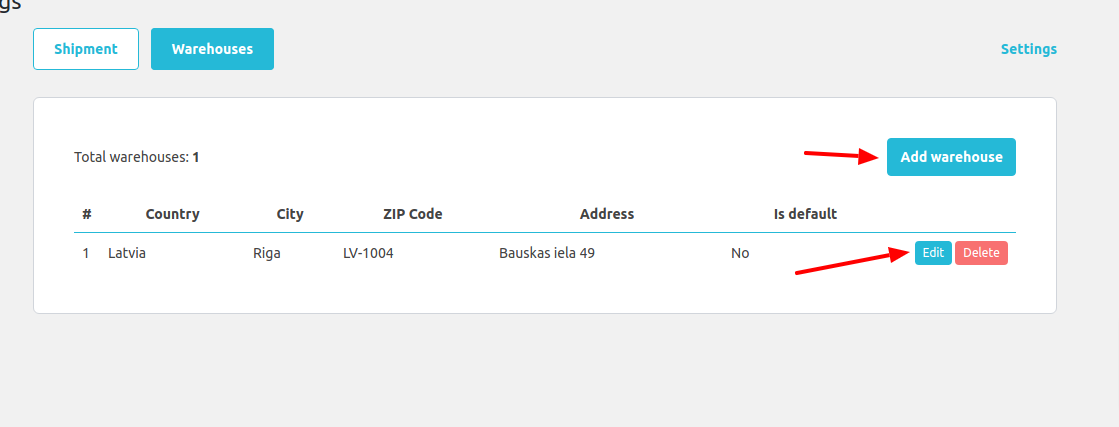 gs
Shipment Warehouses Settings
Total warehouses: 1 Add warehouse
# Country City ZIP Code Address Is default
1 Latvia Riga LV-1004 Bauskas iela 49 No Edit Delete